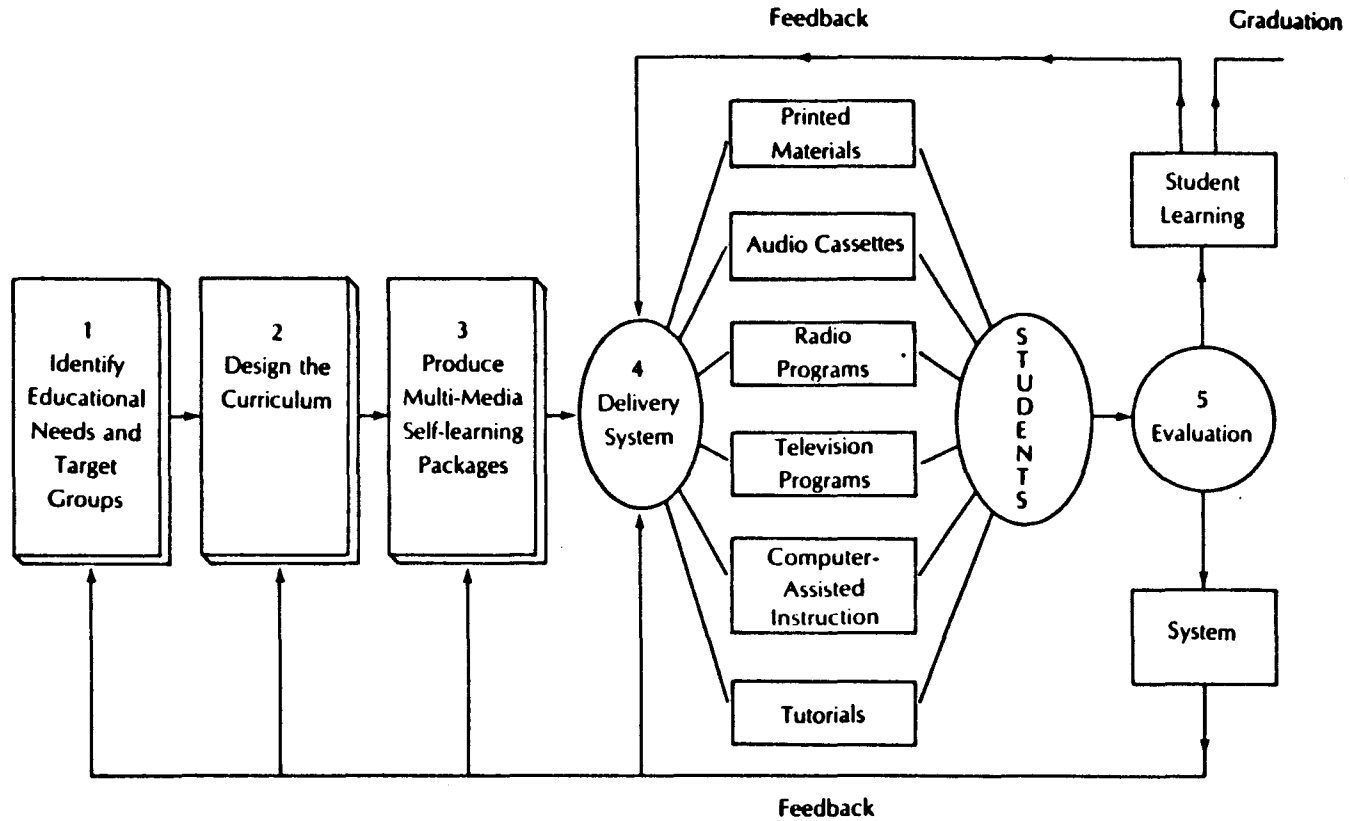 Feedback
Graduation
1
Identify
Educational
Needs and
Target
Groups
2
Design the
Curriculum
3
Produce
Multi-Media
Self-learning
Packages
4
Delivery
System
Printed
Materials
Audio Cassettes
Radio
Programs
Television
Programs
Computer-
Assisted
Instruction
Tutorials
STUDENTS
5
Evaluation
Student
Learning
System
Feedback